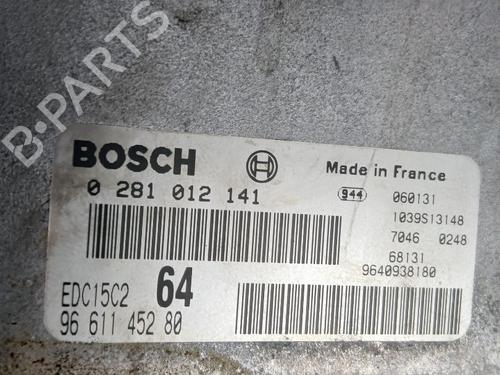 B-PARTS
BOSCH Made in France
0 281 012 141 944 060131
1039S13148
7046 0248
68131
9640938180
EDC15C2 64
96 611 452 80